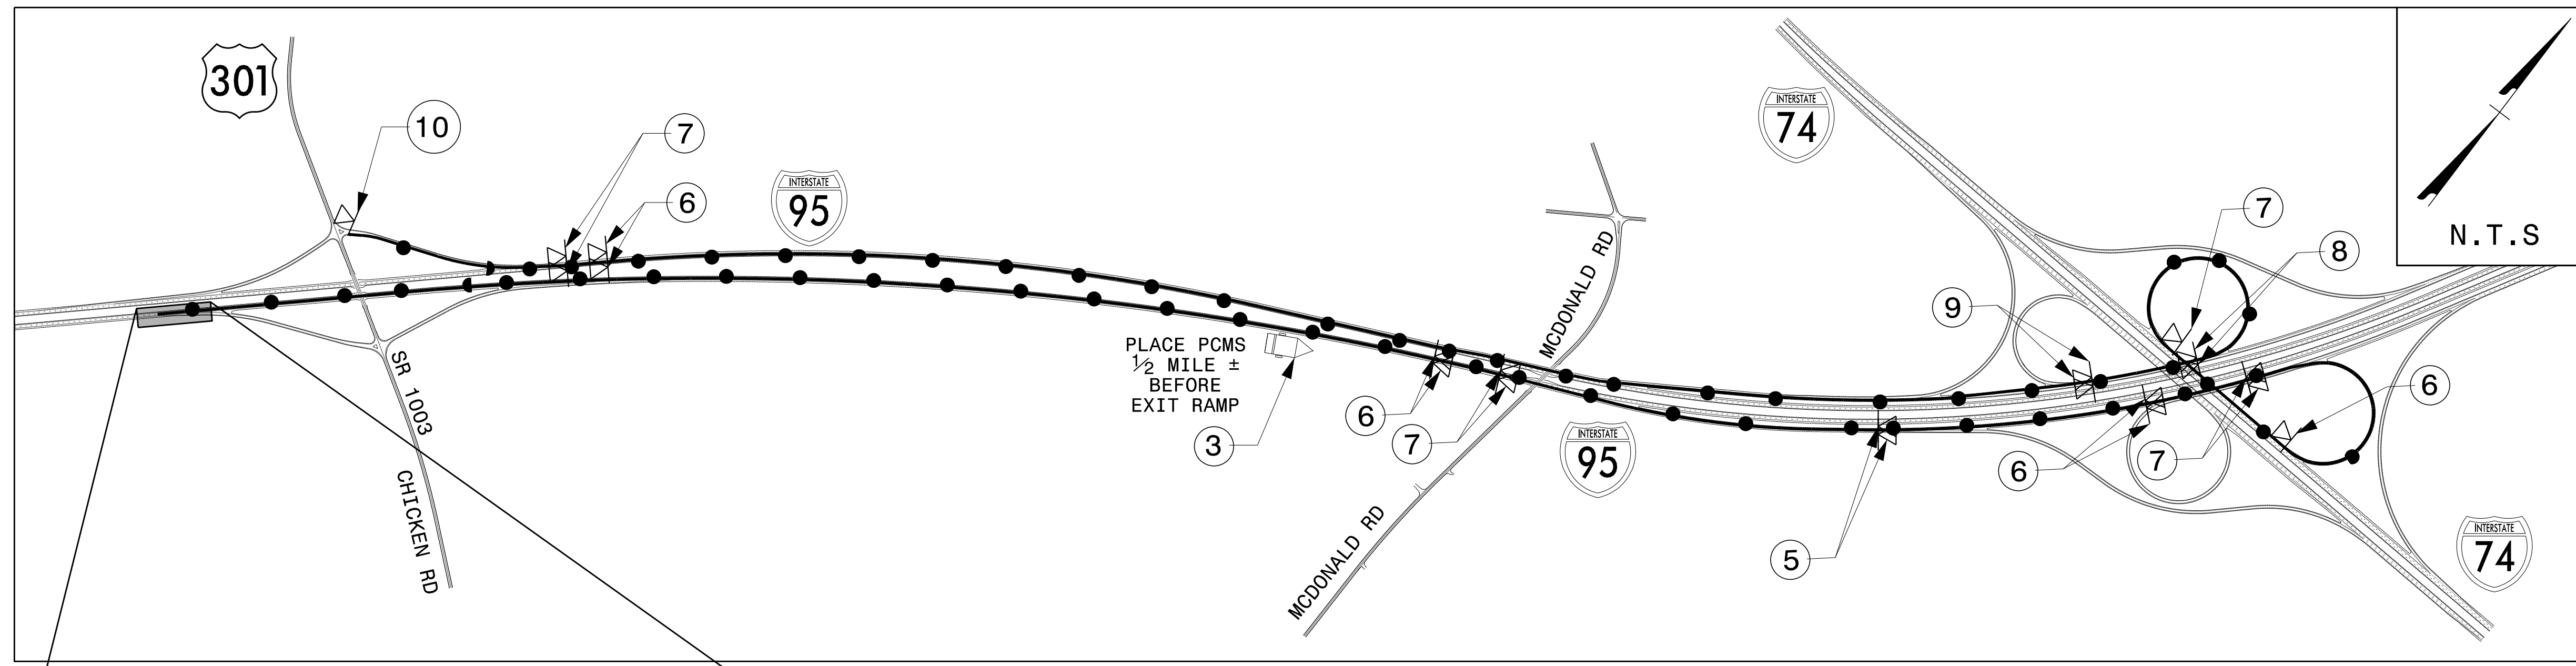 301
10
7
6
INTERSTATE
95
PLACE PCMS
½ MILE ±
BEFORE
EXIT RAMP
3
SR 1003
CHICKEN RD
6
7
MCDONALD RD
MCDONALD RD
INTERSTATE
95
INTERSTATE
74
9
5
6
7
7
8
6
INTERSTATE
74
N.T.S